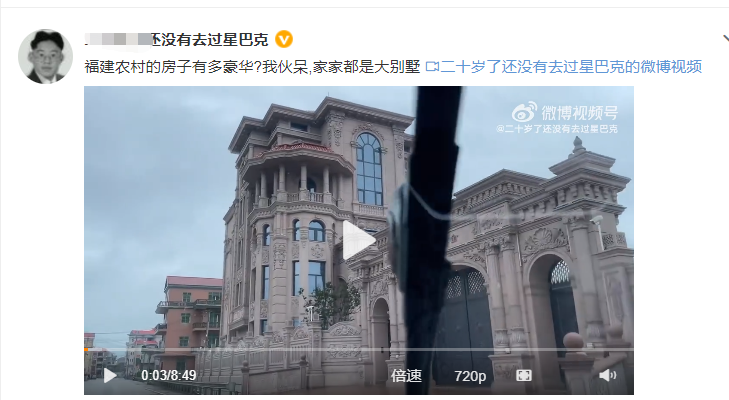 还没有去过星巴克
福建农村的房子有多豪华?我伙呆,家家都是大别墅 二十岁了还没有去过星巴克的微博视频
微博视频号
@二十岁了还没有去过星巴克
0:03/8:49 倍速 720p